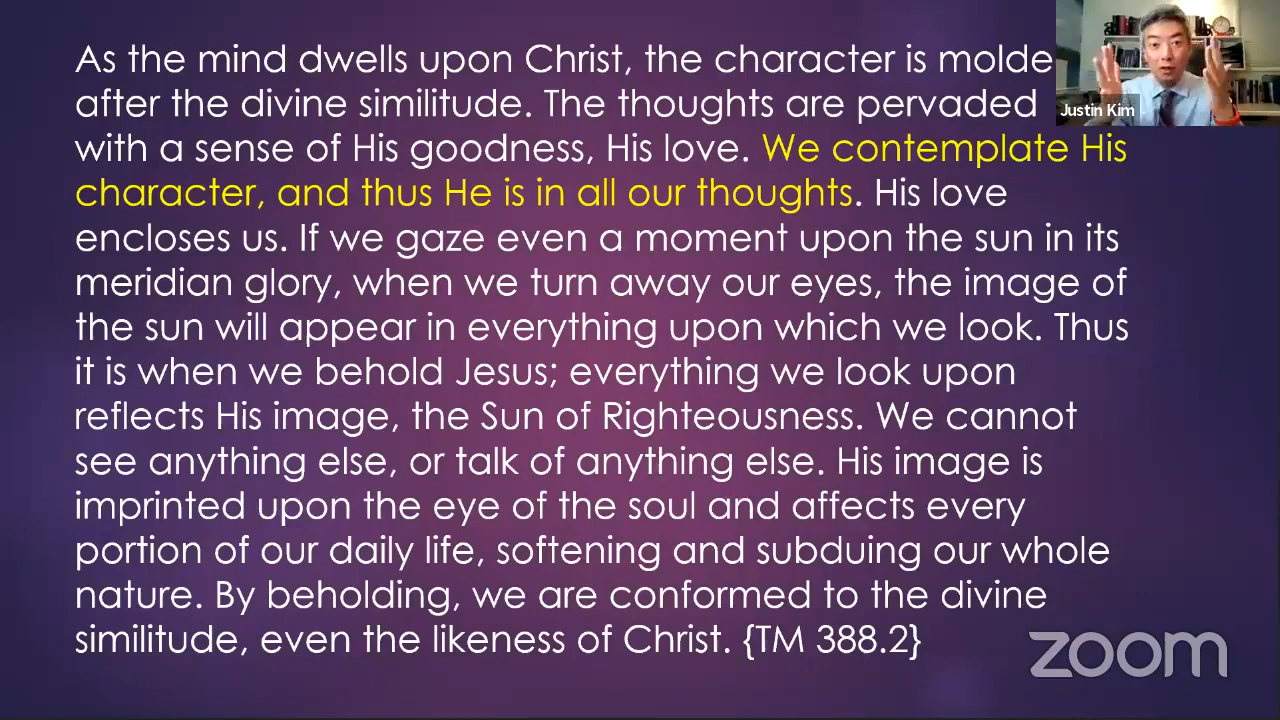 As the mind dwells upon Christ, the character is molde
after the divine similitude. The thoughts are pervaded
with a sense of His goodness, His love. We contemplate His
character, and thus He is in all our thoughts. His love
encloses us. If we gaze even a moment upon the sun in its
meridian glory, when we turn away our eyes, the image of
the sun will appear in everything upon which we look. Thus
it is when we behold Jesus; everything we look upon
reflects His image, the Sun of Righteousness. We cannot
see anything else, or talk of anything else. His image is
imprinted upon the eye of the soul and affects every
portion of our daily life, softening and subduing our whole
nature. By beholding, we are conformed to the divine
similitude, even the likeness of Christ. {TM 388.2}
Justin Kim
zoom